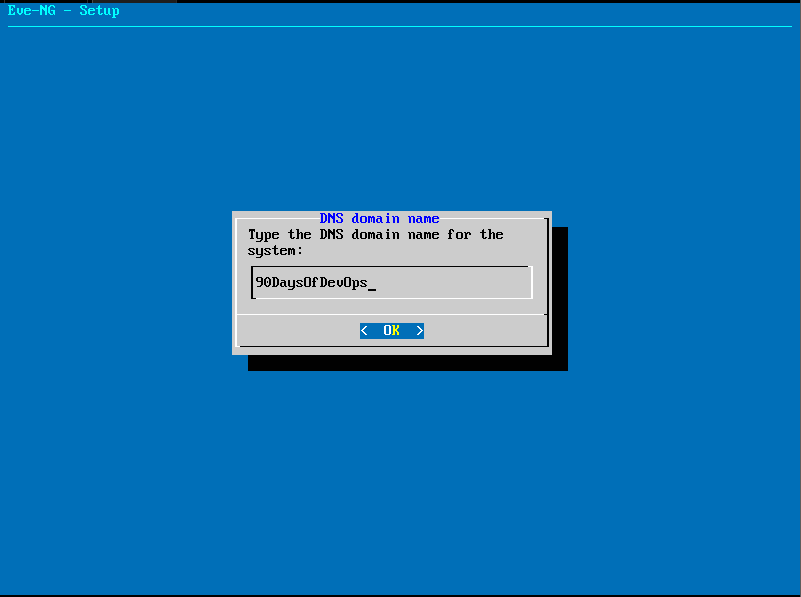 Eve-NG - Setup
DNS domain name
Type the DNS domain name for the
system:
90DaysOfDevOps_
< OK >